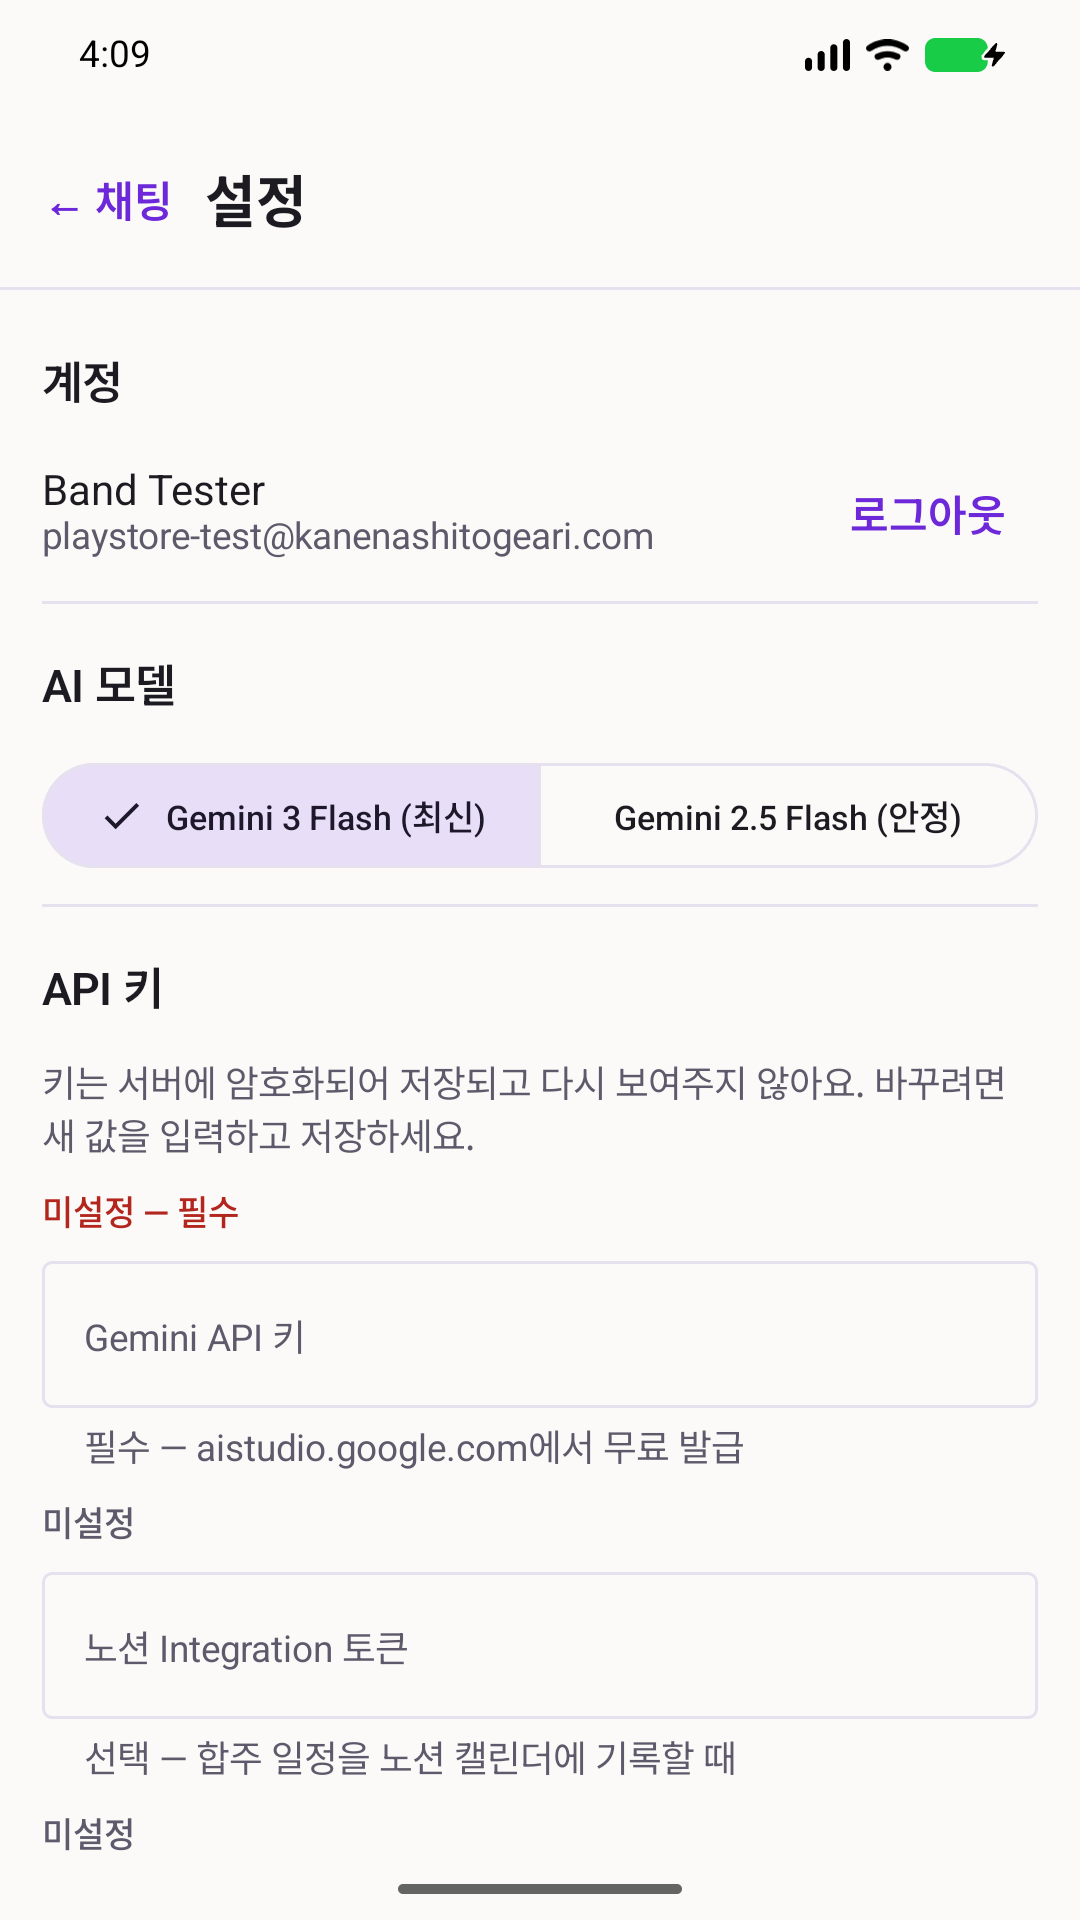 4:09
← 채팅 설정
계정
Band Tester
playstore-test@kanenashitogeari.com
로그아웃
AI 모델
Gemini 3 Flash (최신)
Gemini 2.5 Flash (안정)
API 키
키는 서버에 암호화되어 저장되고 다시 보여주지 않아요. 바꾸려면
새 값을 입력하고 저장하세요.
미설정 — 필수
Gemini API 키
필수 — aistudio.google.com에서 무료 발급
미설정
노션 Integration 토큰
선택 — 합주 일정을 노션 캘린더에 기록할 때
미설정